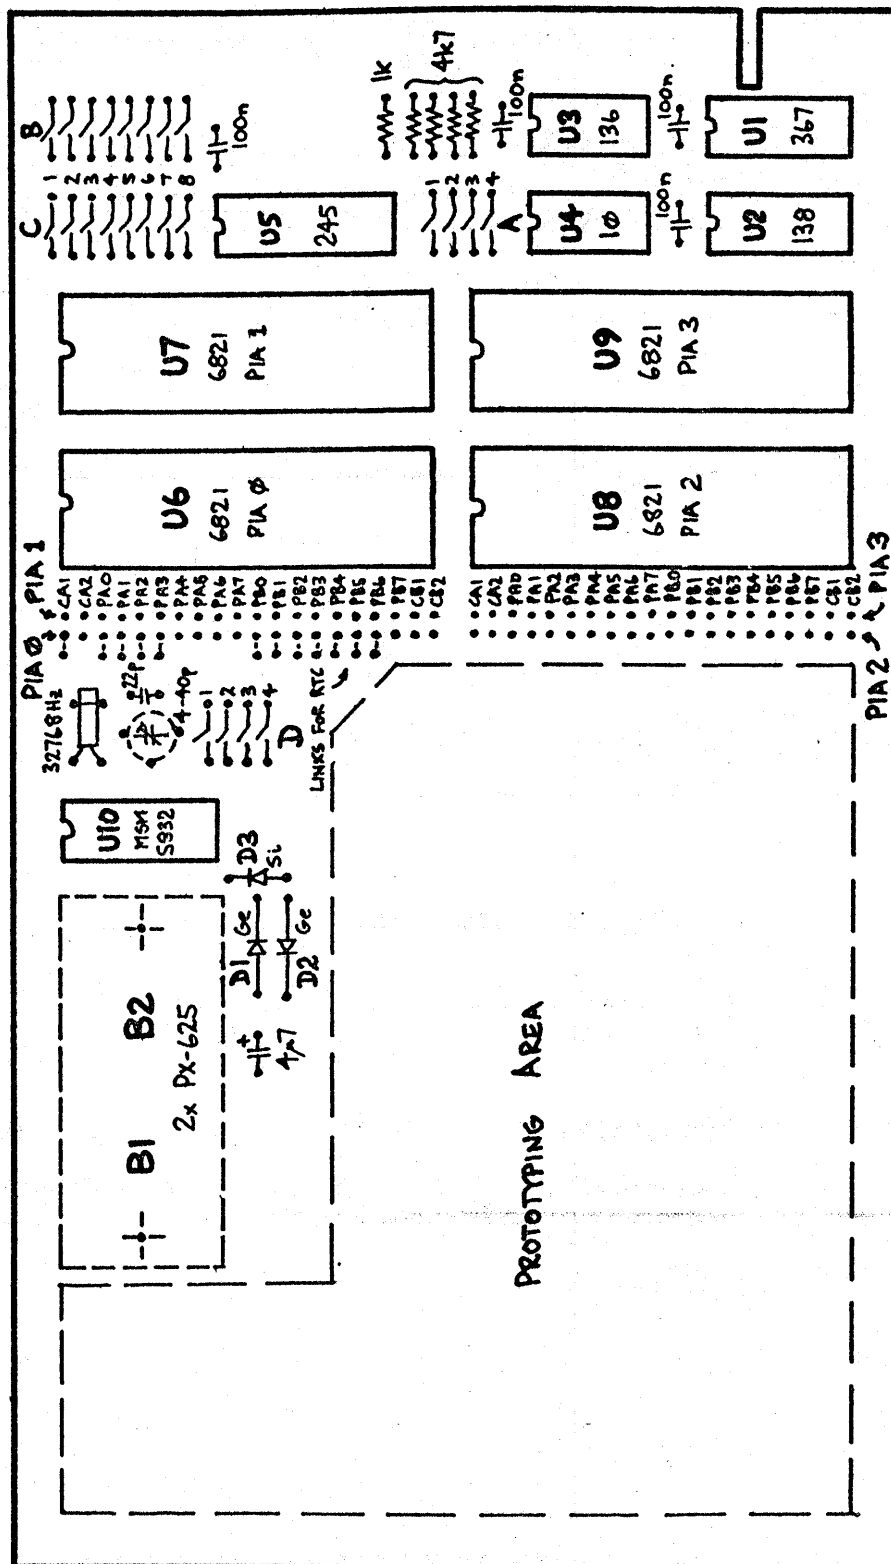 B
1
2
3
4
5
6
7
8
C
100n
1k
4k7
100n
1
2
3
4
A
U3
136
100n.
U1
367
U5
245
U4
1Ø
100n
U2
138
U7
6821
PIA 1
U9
6821
PIA 3
U6
6821
PIA Ø
U8
6821
PIA 2
PIA Ø
PIA 1
CA1
CA2
PA0
PA1
PA2
PA3
PA4
PA5
PA6
PA7
PB0
PB1
PB2
PB3
PB4
PB5
PB6
PB7
CB1
CB2
CA1
CA2
PA0
PA1
PA2
PA3
PA4
PA5
PA6
PA7
PB0
PB1
PB2
PB3
PB4
PB5
PB6
PB7
CB1
CB2
PIA 2
PIA 3
32768Hz
22p
4-40p
1
2
3
4
D
LINKS FOR RTC
U10
MSM
5832
D3
Si
D1
Ge
D2
Ge
4µ7
+
B1
B2
2x PX-625
PROTOTYPING AREA